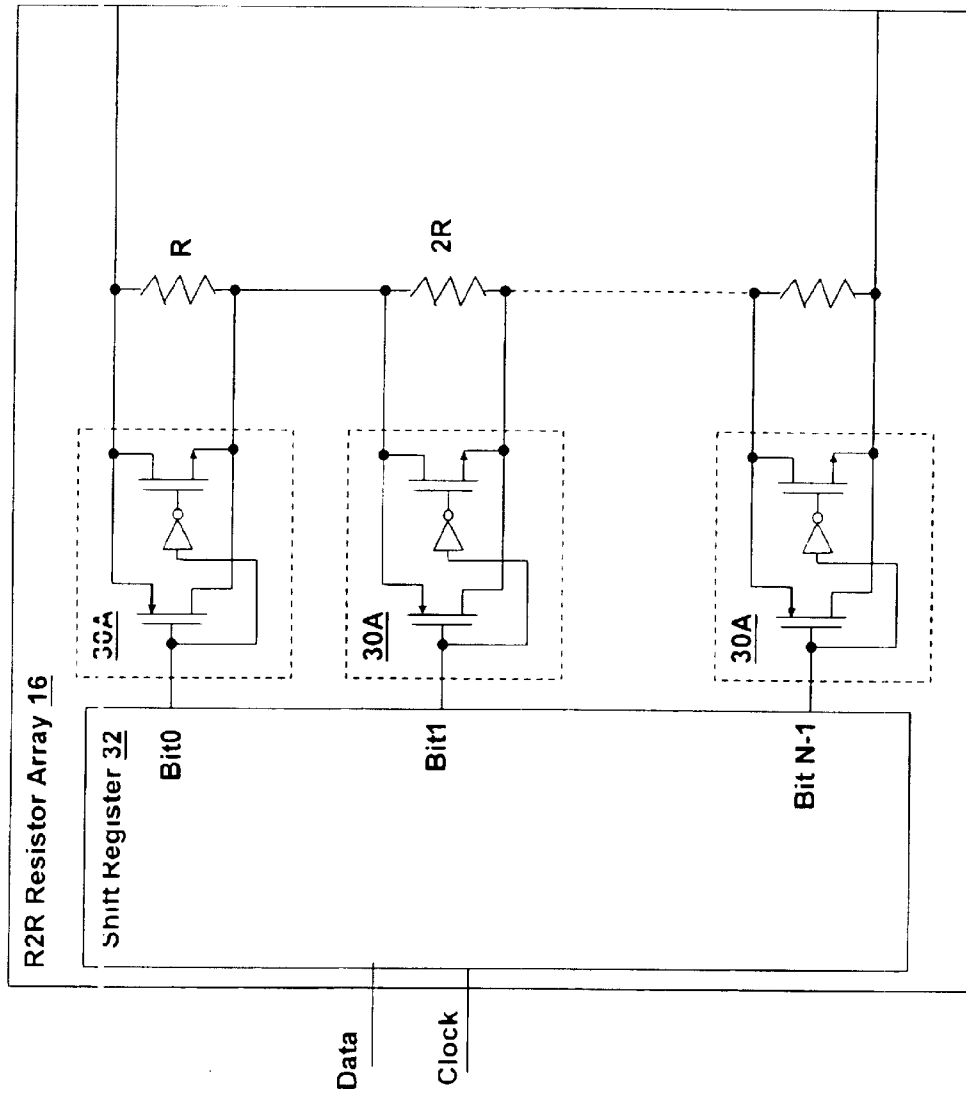 R2R Resistor Array 16
Shift Register 32
Data
Clock
Bit0
Bit1
Bit N-1
30A
30A
30A
R
2R